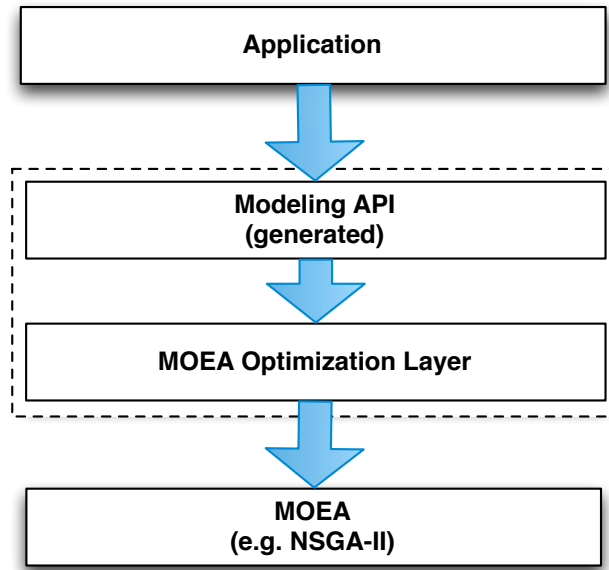 Application
Modeling API
(generated)
MOEA Optimization Layer
MOEA
(e.g. NSGA-II)